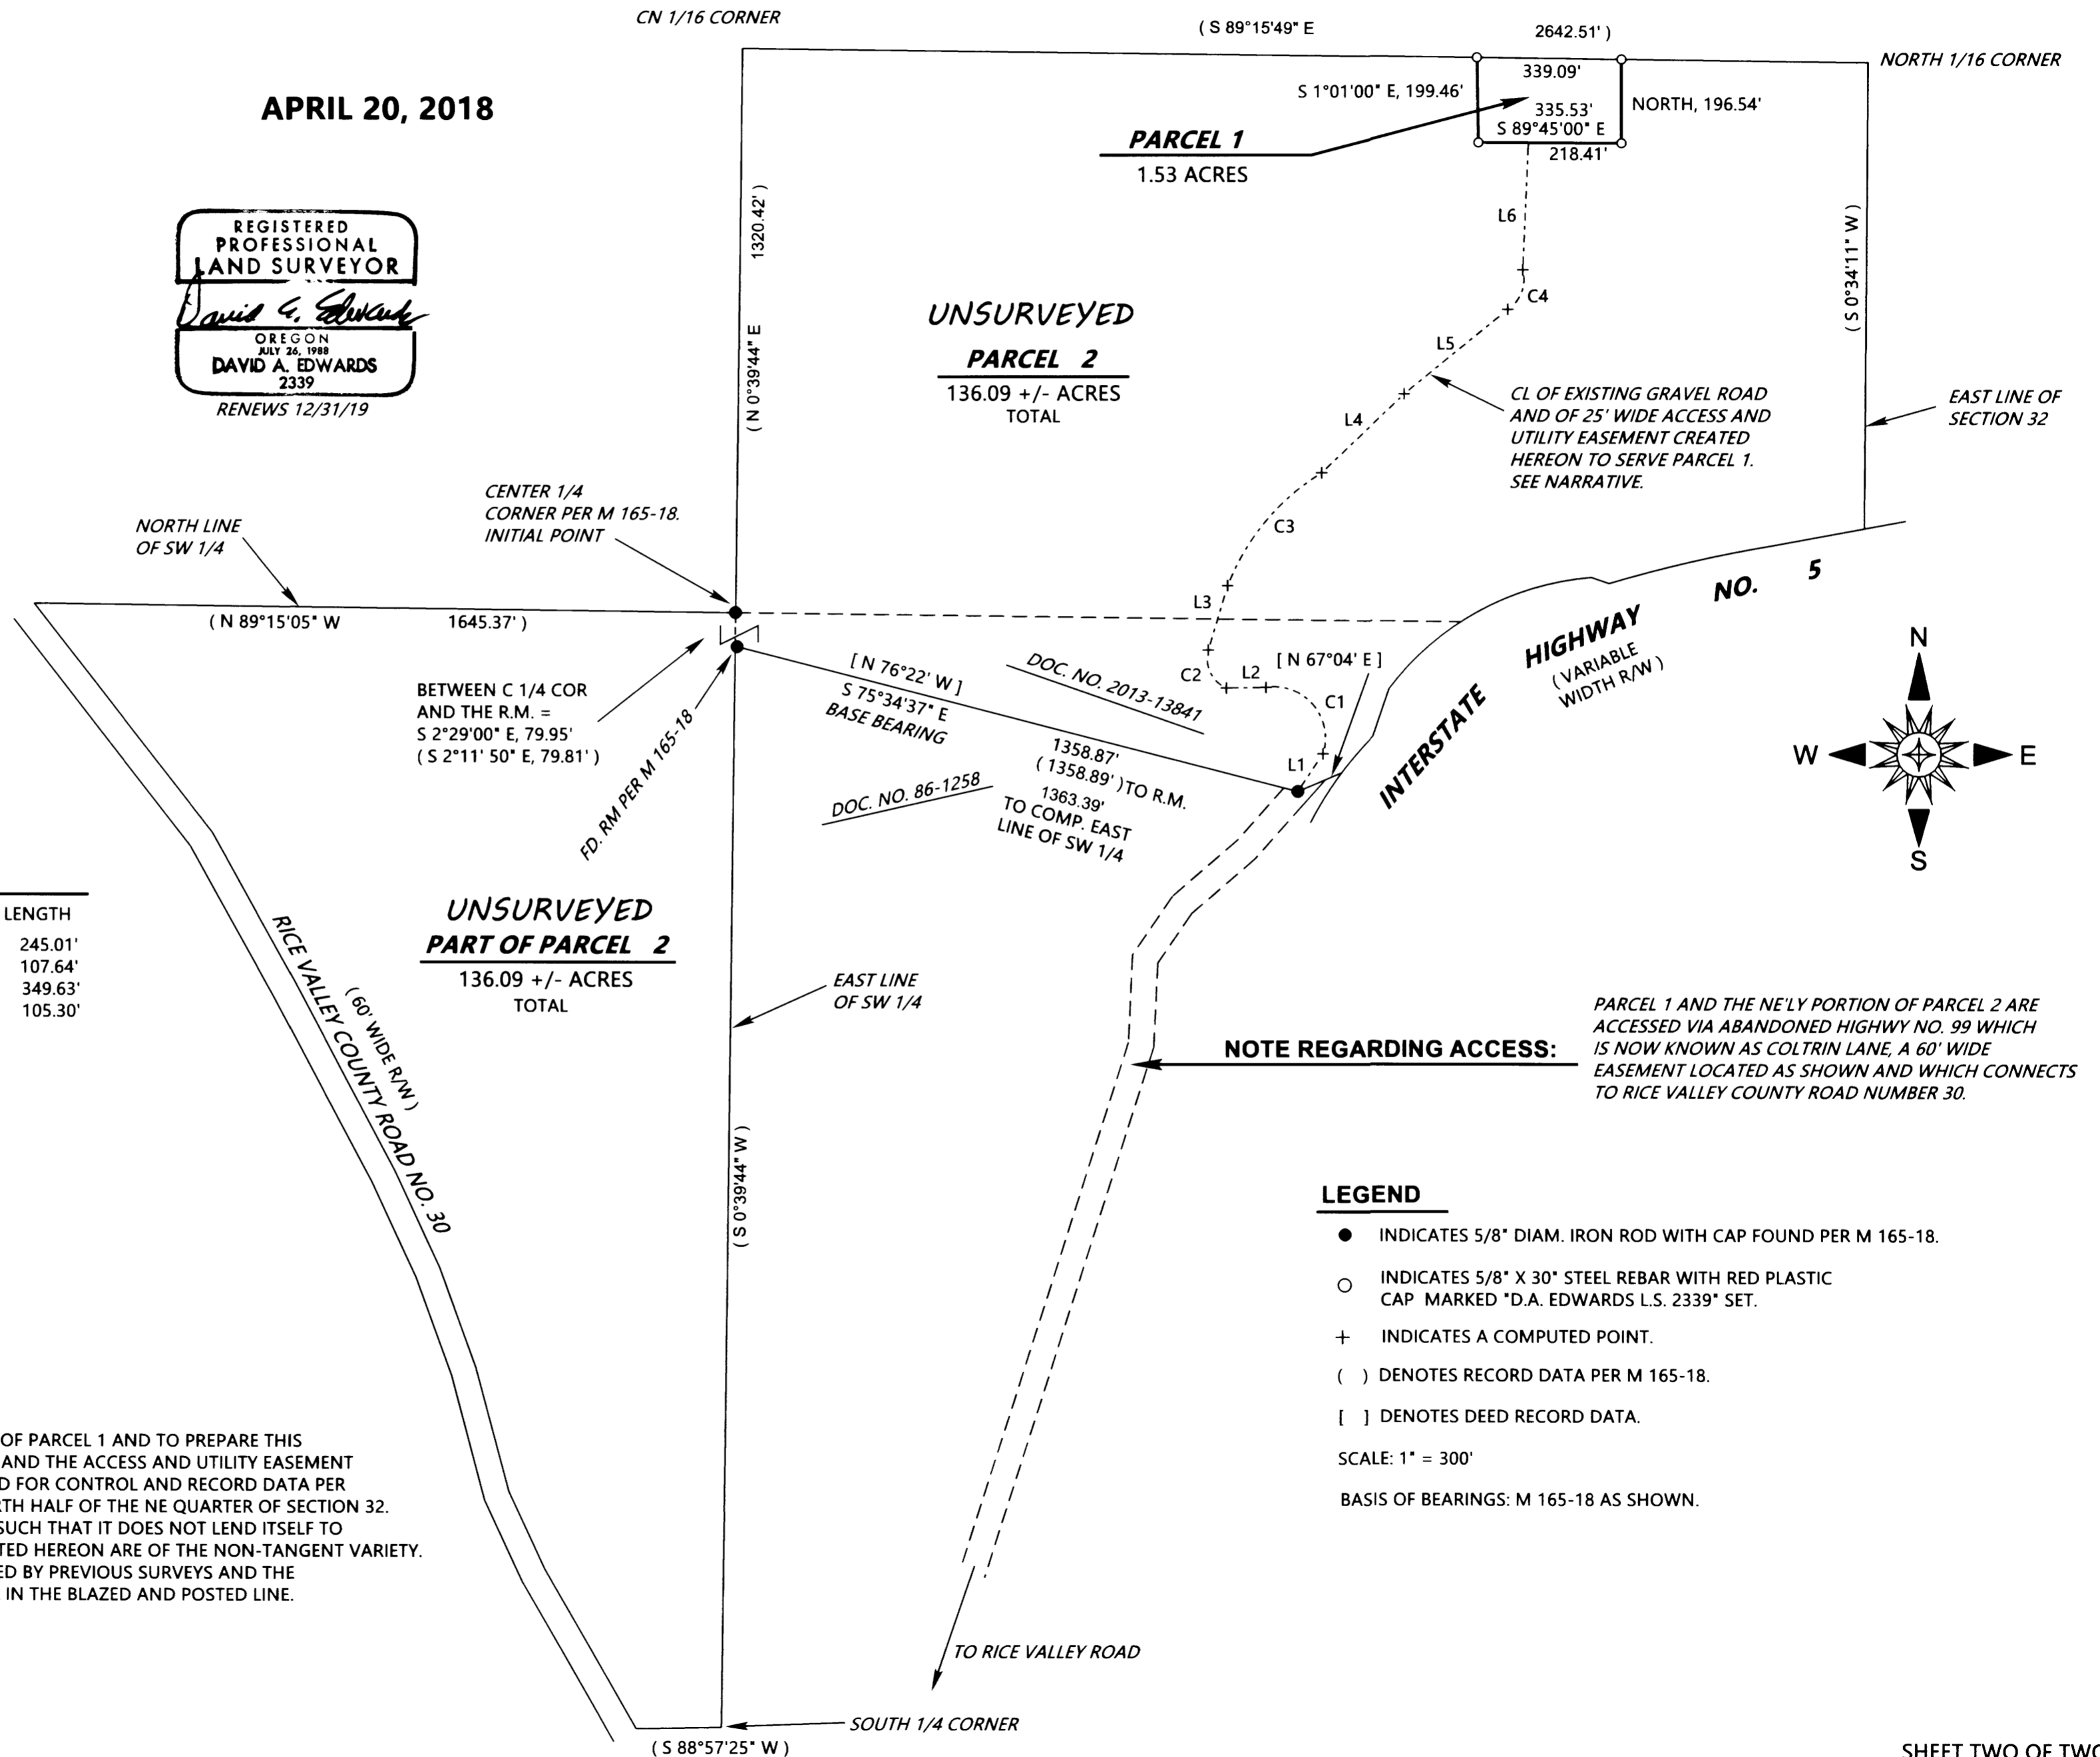 CN 1/16 CORNER
( S 89°15'49" E 2642.51' )
NORTH 1/16 CORNER
APRIL 20, 2018
339.09'
S 1°01'00" E, 199.46'
335.53'
NORTH, 196.54'
S 89°45'00" E
218.41'
PARCEL 1
1.53 ACRES
REGISTERED
PROFESSIONAL
LAND SURVEYOR
David A. Edwards
OREGON
JULY 26, 1988
DAVID A. EDWARDS
2339
RENEWS 12/31/19
( N 0°39'44" E 1320.42' )
L6
C4
L5
L4
C3
L3
C2
L2
C1
L1
( S 0°34'11" W )
UNSURVEYED
PARCEL 2
136.09 +/- ACRES
TOTAL
CL OF EXISTING GRAVEL ROAD
AND OF 25' WIDE ACCESS AND
UTILITY EASEMENT CREATED
HEREON TO SERVE PARCEL 1.
SEE NARRATIVE.
EAST LINE OF
SECTION 32
CENTER 1/4
CORNER PER M 165-18.
INITIAL POINT
NORTH LINE
OF SW 1/4
( N 89°15'05" W 1645.37' )
INTERSTATE HIGHWAY NO. 5
( VARIABLE
WIDTH R/W )
N
W
E
S
[ N 67°04' E ]
[ N 76°22' W ]
S 75°34'37" E
BASE BEARING
DOC. NO. 2013-13841
BETWEEN C 1/4 COR
AND THE R.M. =
S 2°29'00" E, 79.95'
( S 2°11' 50" E, 79.81' )
FD. RM PER M 165-18
1358.87'
( 1358.89' )TO R.M.
1363.39'
TO COMP. EAST
LINE OF SW 1/4
DOC. NO. 86-1258
LENGTH
245.01'
107.64'
349.63'
105.30'
UNSURVEYED
PART OF PARCEL 2
136.09 +/- ACRES
TOTAL
RICE VALLEY COUNTY ROAD NO. 30
( 60' WIDE R/W )
EAST LINE
OF SW 1/4
( S 0°39'44" W )
NOTE REGARDING ACCESS:
PARCEL 1 AND THE NE'LY PORTION OF PARCEL 2 ARE
ACCESSED VIA ABANDONED HIGHWY NO. 99 WHICH
IS NOW KNOWN AS COLTRIN LANE, A 60' WIDE
EASEMENT LOCATED AS SHOWN AND WHICH CONNECTS
TO RICE VALLEY COUNTY ROAD NUMBER 30.
LEGEND
INDICATES 5/8" DIAM. IRON ROD WITH CAP FOUND PER M 165-18.
INDICATES 5/8" X 30" STEEL REBAR WITH RED PLASTIC
CAP MARKED "D.A. EDWARDS L.S. 2339" SET.
+ INDICATES A COMPUTED POINT.
( ) DENOTES RECORD DATA PER M 165-18.
[ ] DENOTES DEED RECORD DATA.
SCALE: 1" = 300'
BASIS OF BEARINGS: M 165-18 AS SHOWN.
OF PARCEL 1 AND TO PREPARE THIS
AND THE ACCESS AND UTILITY EASEMENT
FOR CONTROL AND RECORD DATA PER
HALF OF THE NE QUARTER OF SECTION 32.
SUCH THAT IT DOES NOT LEND ITSELF TO
HEREON ARE OF THE NON-TANGENT VARIETY.
BY PREVIOUS SURVEYS AND THE
IN THE BLAZED AND POSTED LINE.
TO RICE VALLEY ROAD
SOUTH 1/4 CORNER
( S 88°57'25" W )
SHEET TWO OF TWO